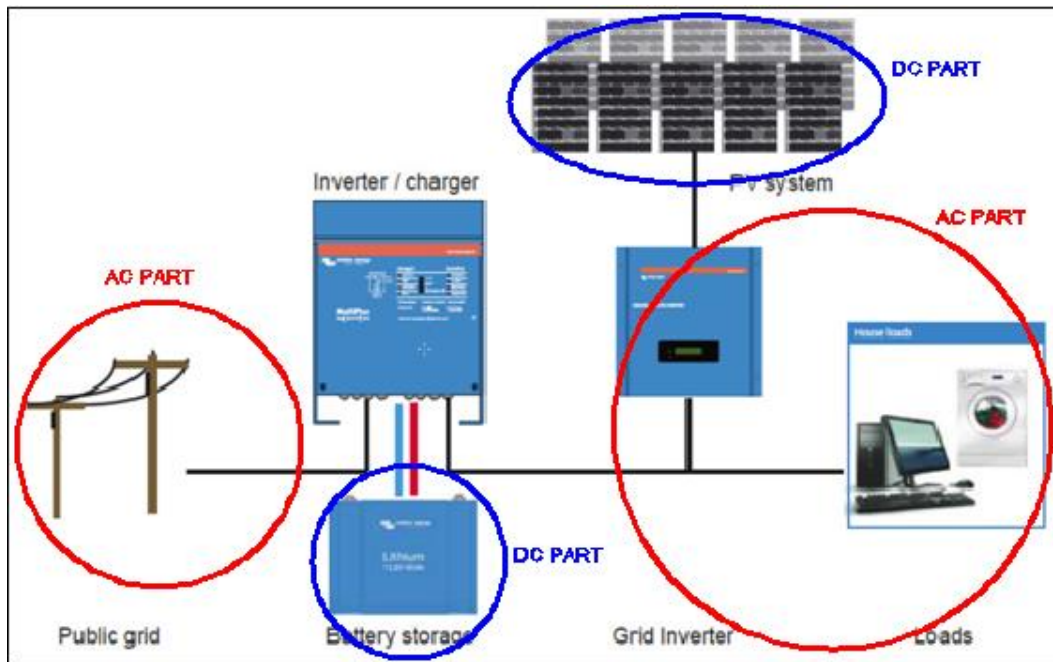 DC PART
Inverter / charger
PV system
AC PART
AC PART
House loads
Lithium
DC PART
Public grid
Battery storage
Grid Inverter
Loads